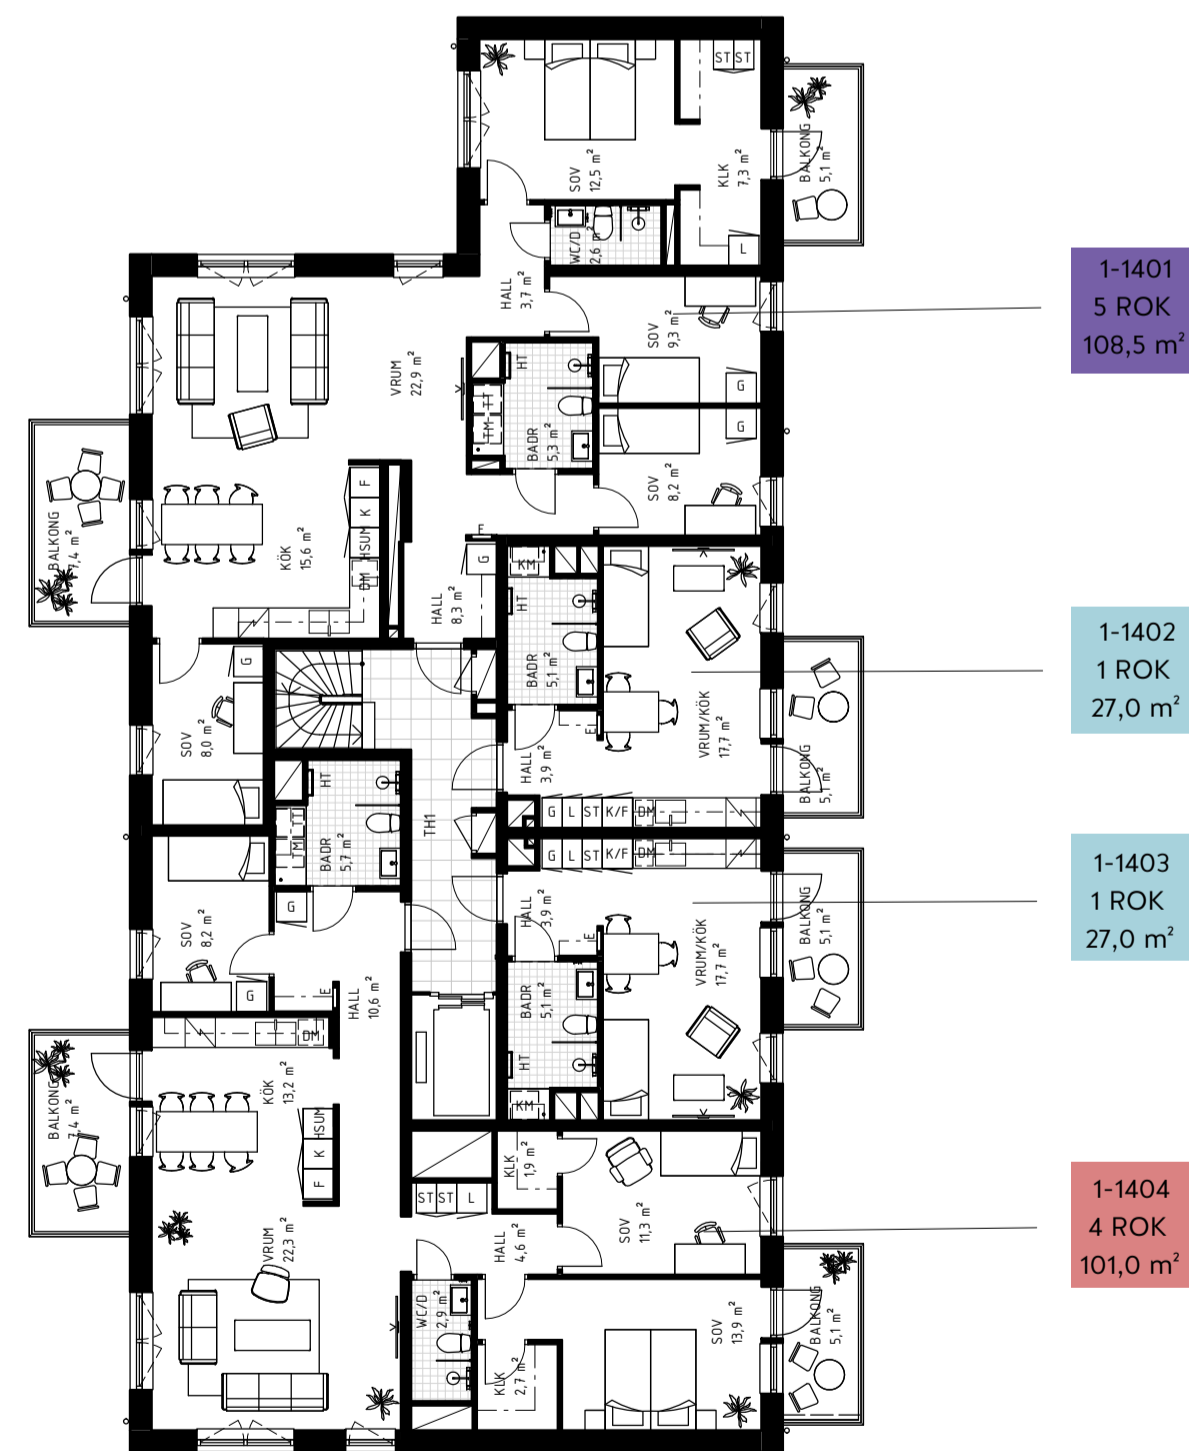 ST ST
SOV
12,5 m²
KLK
7,3 m²
BALKONG
5,1 m²
WC/D
2,6 m²
L
HALL
3,7 m²
SOV
9,3 m²
1-1401
5 ROK
108,5 m²
VRUM
22,9 m²
HT
TT
TM
BADR
5,3 m²
G
G
SOV
8,2 m²
BALKONG
7,4 m²
F
K
HSUM
DM
KÖK
15,6 m²
E
G
HALL
8,3 m²
KM
HT
BADR
5,1 m²
1-1402
1 ROK
27,0 m²
G
SOV
8,0 m²
VRUM/KÖK
17,7 m²
E
HALL
3,9 m²
BALKONG
5,1 m²
HT
TT
TM
BADR
5,7 m²
TH1
G L ST K/F DM
G L ST K/F DM
1-1403
1 ROK
27,0 m²
SOV
8,2 m²
G
G
E
HALL
10,6 m²
HALL
3,9 m²
E
VRUM/KÖK
17,7 m²
BALKONG
5,1 m²
BADR
5,1 m²
HT
KM
DM
KÖK
13,2 m²
BALKONG
7,4 m²
HSUM
K
F
KLK
1,9 m²
ST ST L
1-1404
4 ROK
101,0 m²
VRUM
22,3 m²
HALL
4,6 m²
SOV
11,3 m²
WC/D
2,9 m²
KLK
2,7 m²
SOV
13,9 m²
BALKONG
5,1 m²